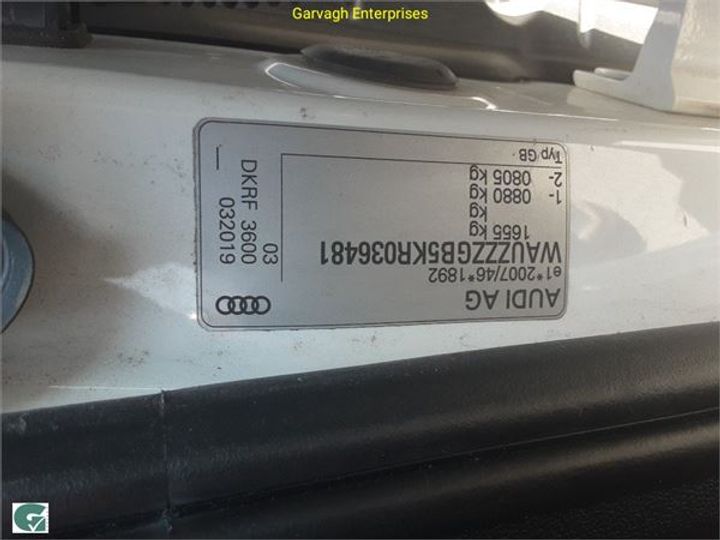 Garvagh Enterprises
AUDI AG
e1*2007/46*1892
WAUZZZGB5KR036481
1655 kg
kg
1- 0880 kg
2- 0805 kg
Typ/GB
03
DKRF 3600
032019
G